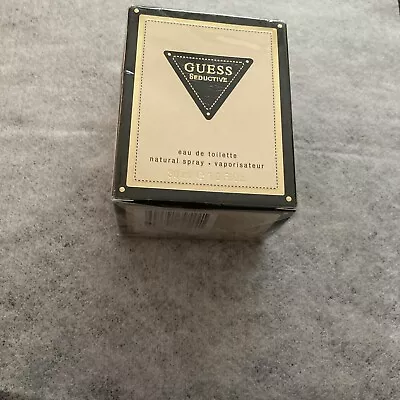 GUESS
SEDUCTIVE
eau de toilette
natural spray • vaporisateur